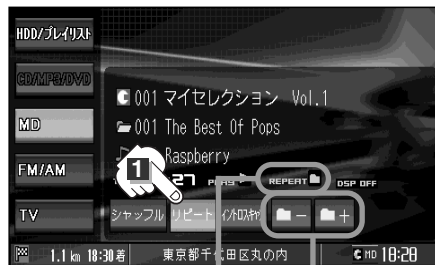 HDD/プレイリスト
CD/MP3/DVD
MD
FM/AM
TV
001 マイセレクション Vol.1
001 The Best Of Pops
Raspberry
27 PLAY REPEAT DSP OFF
1
シャッフル リピート イントロスキャン − +
1.1 km 18:30着 東京都千代田区丸の内 MD 18:28